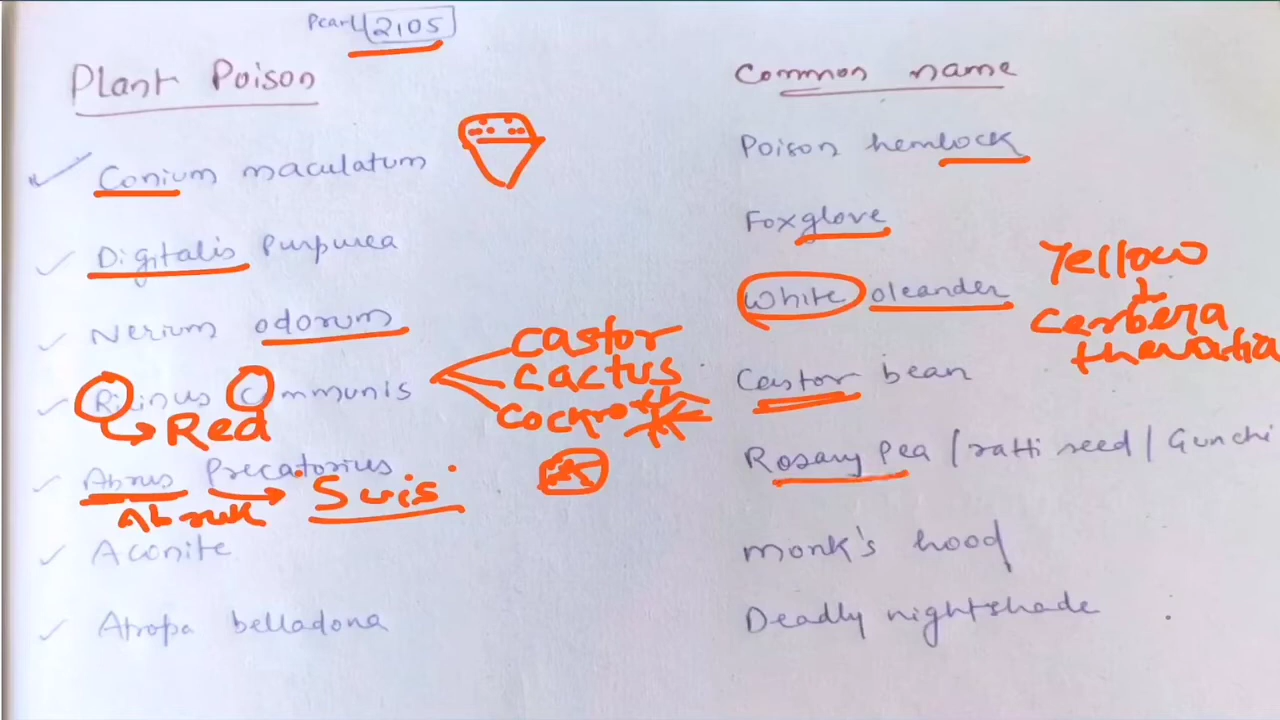 Pearl 2105
Plant Poison Common name
Conium maculatum Poison hemlock
Digitalis Purpurea Foxglove
Yellow
Nerium odorum White oleander
cerbera
thevatia
castor
Ricinus Communis cactus Castor bean
Red
Abrus Precatorius Rosary Pea / ratti seed / Gunchi
Suis
Aconite monk's hood
Atropa belladona Deadly nightshade